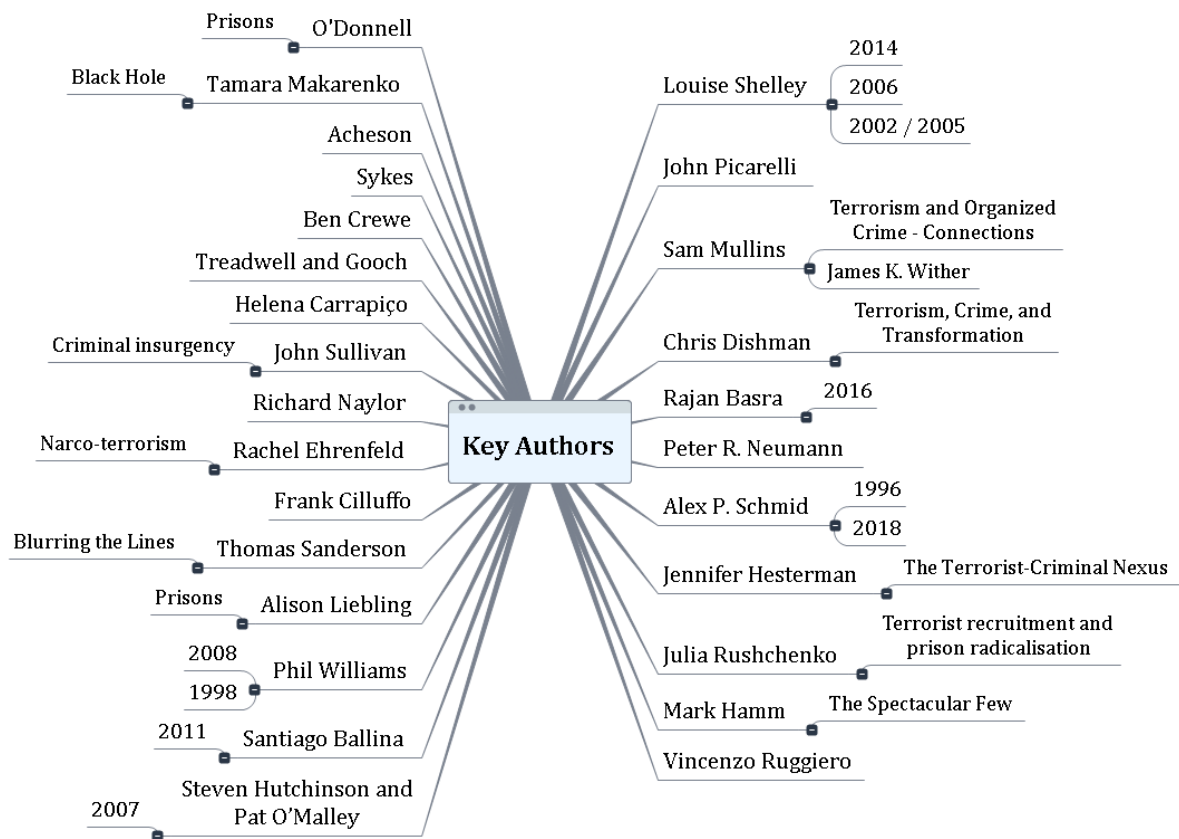 Key Authors
Louise Shelley
2014
2006
2002 / 2005
John Picarelli
Sam Mullins
Terrorism and Organized
Crime - Connections
James K. Wither
Chris Dishman
Terrorism, Crime, and
Transformation
Rajan Basra
2016
Peter R. Neumann
Alex P. Schmid
1996
2018
Jennifer Hesterman
The Terrorist-Criminal Nexus
Julia Rushchenko
Terrorist recruitment and
prison radicalisation
Mark Hamm
The Spectacular Few
Vincenzo Ruggiero
Prisons
O'Donnell
Black Hole
Tamara Makarenko
Acheson
Sykes
Ben Crewe
Treadwell and Gooch
Helena Carrapiço
Criminal insurgency
John Sullivan
Richard Naylor
Narco-terrorism
Rachel Ehrenfeld
Frank Cilluffo
Blurring the Lines
Thomas Sanderson
Prisons
Alison Liebling
2008
1998
Phil Williams
2011
Santiago Ballina
2007
Steven Hutchinson and
Pat O’Malley